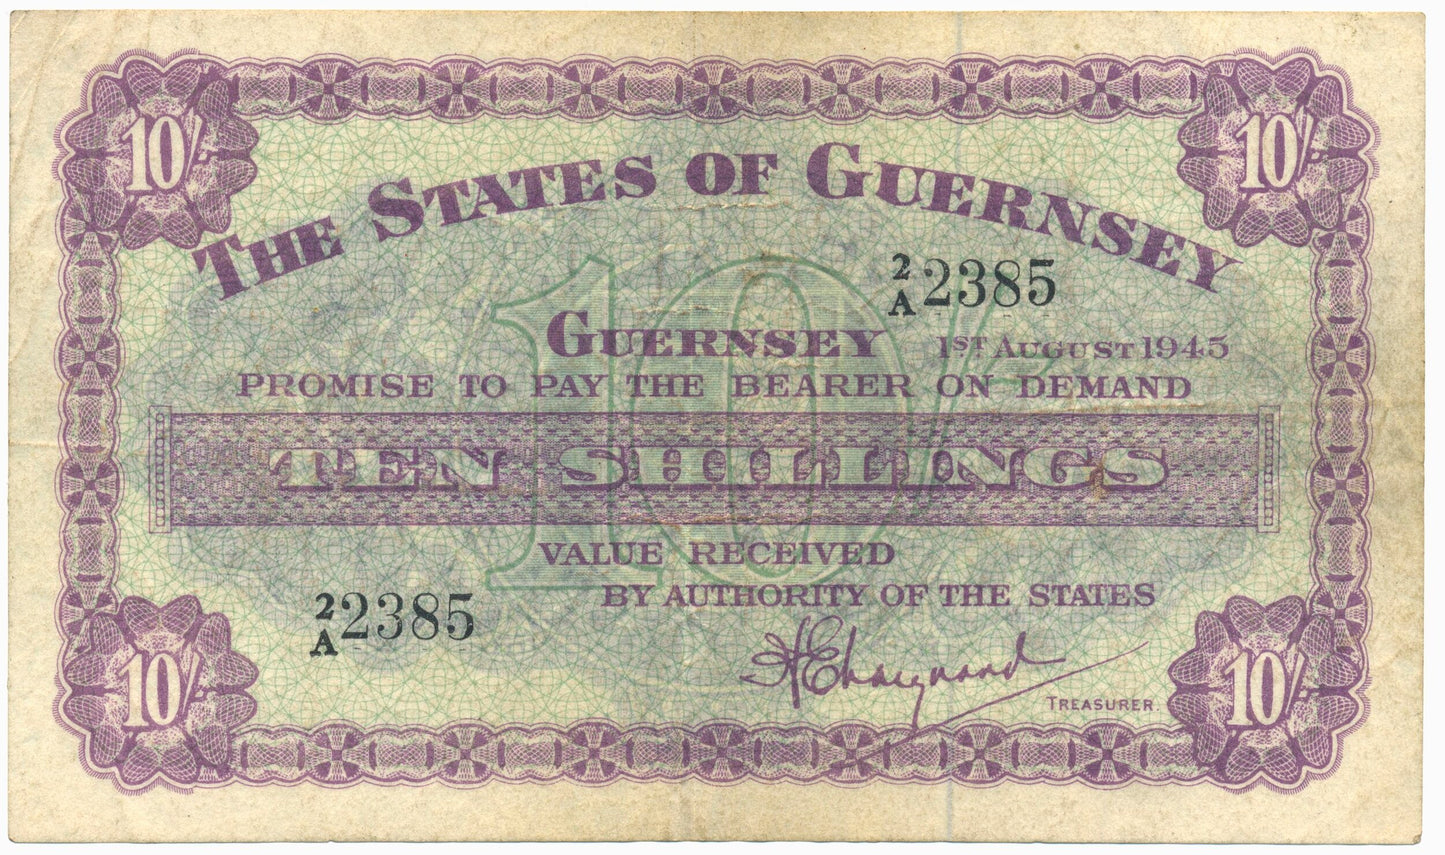 10/-
10/-
THE STATES OF GUERNSEY
2/A 2385
10/-
GUERNSEY 1ST AUGUST 1945
PROMISE TO PAY THE BEARER ON DEMAND
TEN SHILLINGS
VALUE RECEIVED
BY AUTHORITY OF THE STATES
2/A 2385
TREASURER.
10/-
10/-